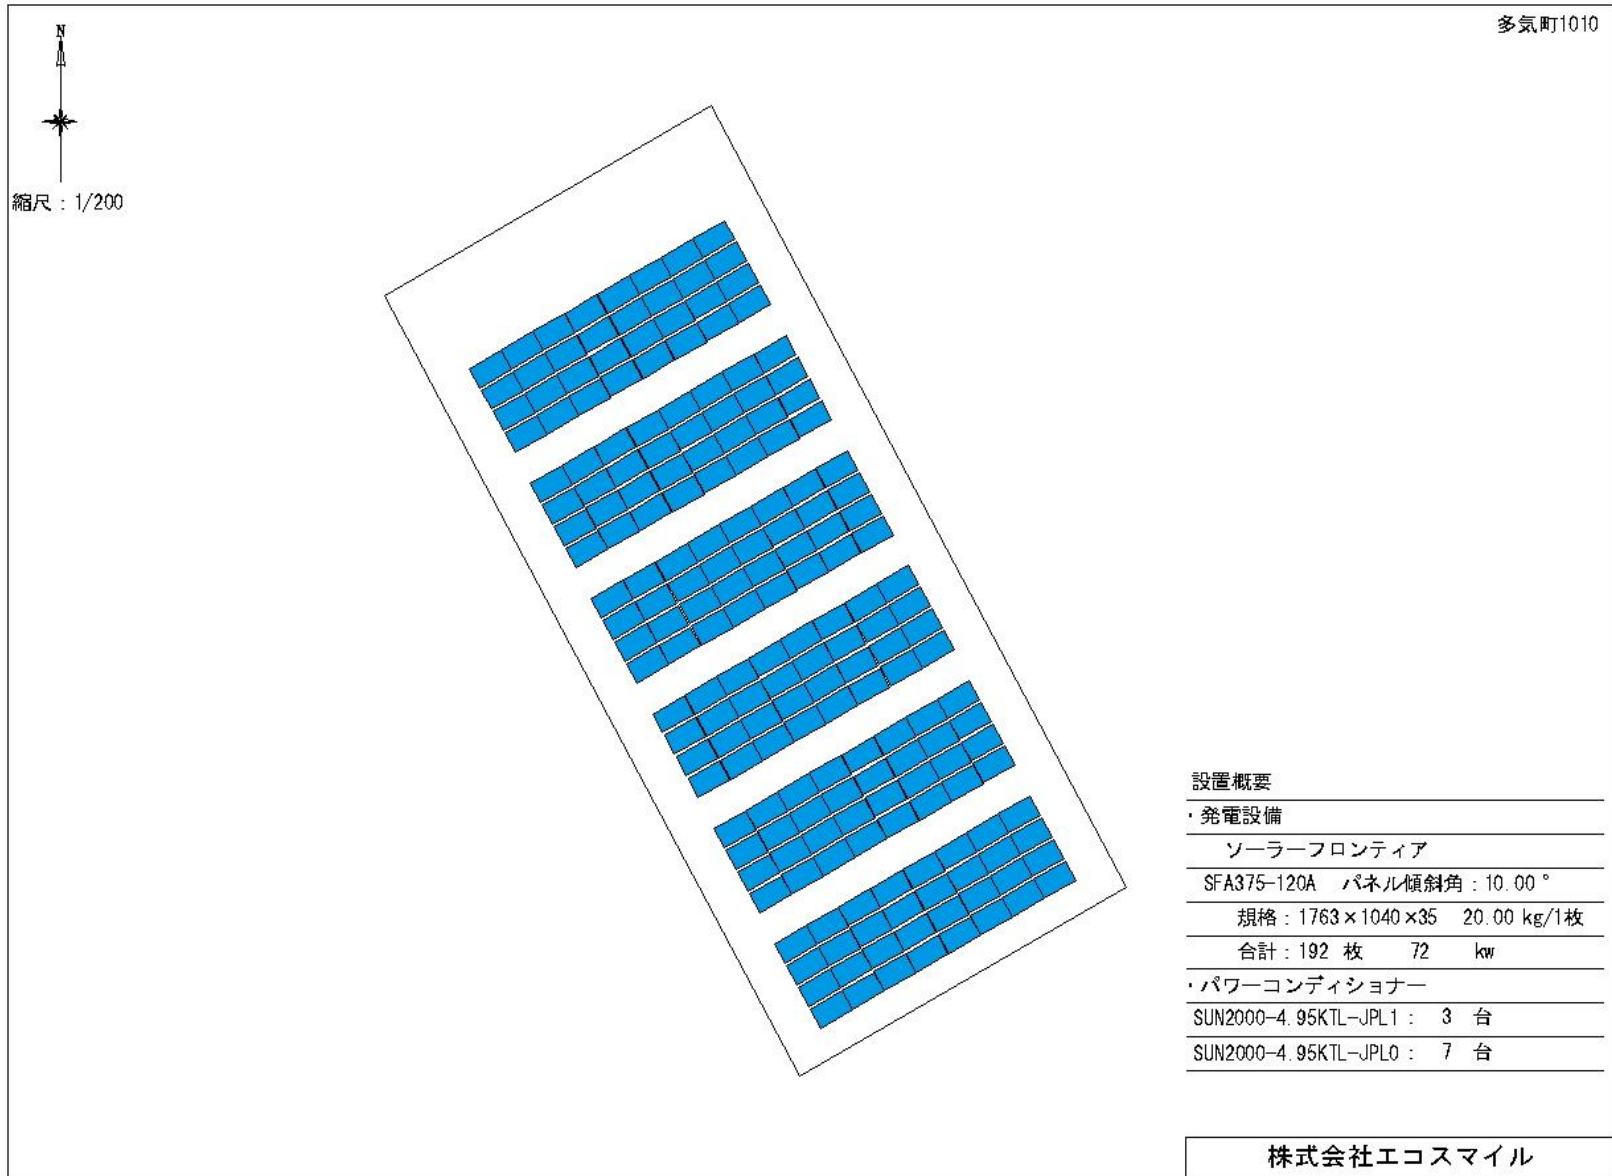 多気町1010
N
縮尺：1/200
設置概要
・発電設備
ソーラーフロンティア
SFA375-120A パネル傾斜角：10.00°
規格：1763×1040×35 20.00 kg/1枚
合計：192 枚 72 kw
・パワーコンディショナー
SUN2000-4.95KTL-JPL1： 3 台
SUN2000-4.95KTL-JPL0： 7 台
株式会社エコスマイル